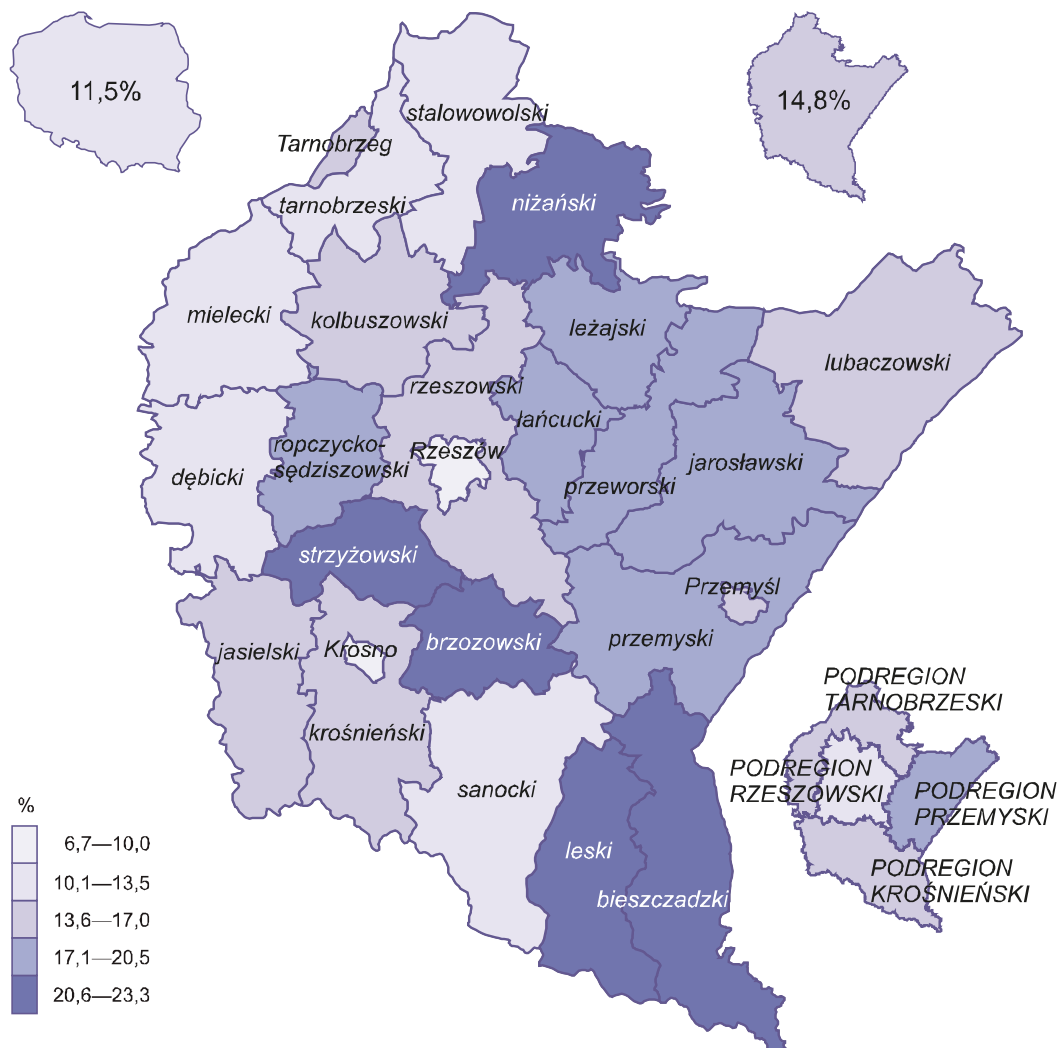 11,5%
14,8%
stalowowolski
Tarnobrzeg
tarnobrzeski
niżański
mielecki
kolbuszowski
leżajski
lubaczowski
rzeszowski
łańcucki
ropczycko-
sędziszowski
Rzeszów
dębicki
przeworski
jarosławski
strzyżowski
Przemyśl
jasielski
Krosno
brzozowski
przemyski
krośnieński
sanocki
leski
bieszczadzki
PODREGION
TARNOBRZESKI
PODREGION
RZESZOWSKI
PODREGION
PRZEMYSKI
PODREGION
KROŚNIEŃSKI
%
6,7—10,0
10,1—13,5
13,6—17,0
17,1—20,5
20,6—23,3